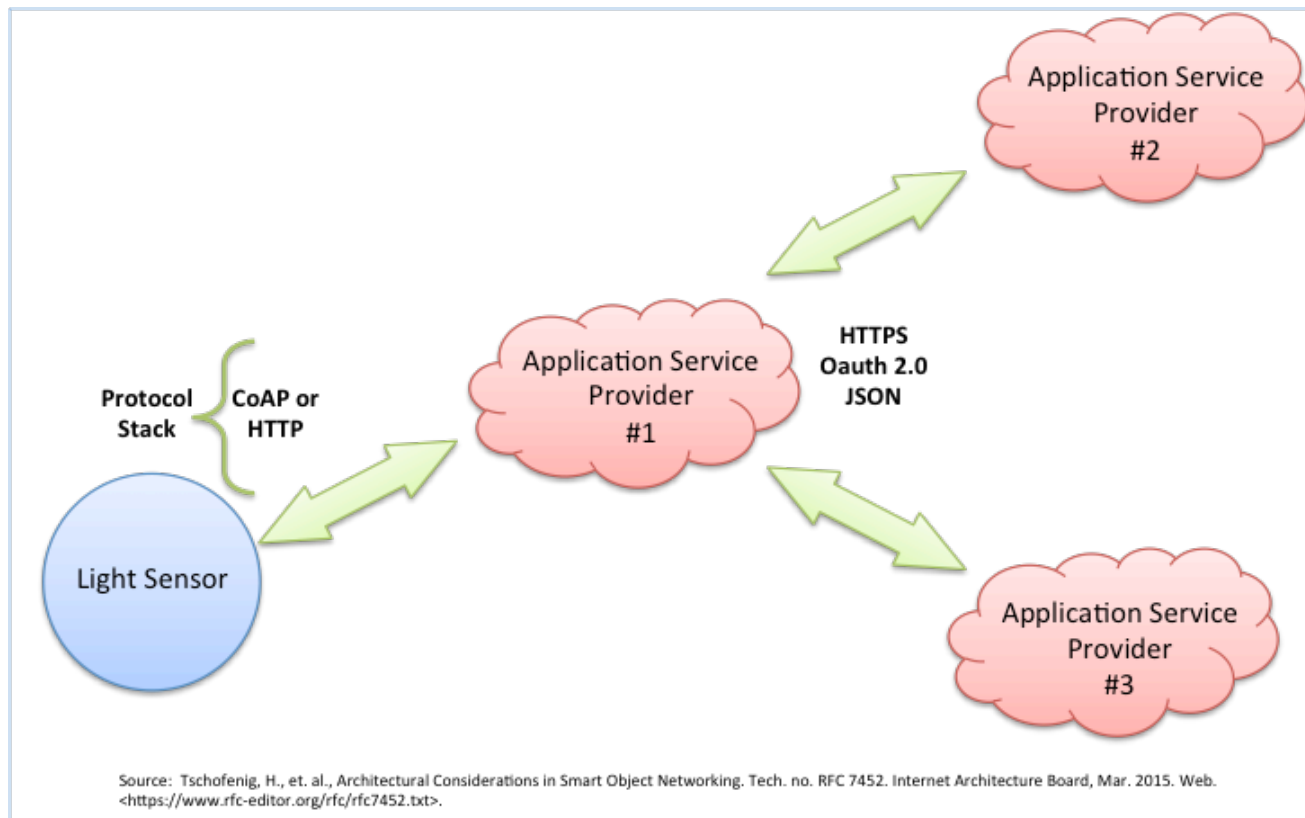 Application Service
Provider
#2
Application Service
Provider
#1
HTTPS
Oauth 2.0
JSON
Protocol
Stack
CoAP or
HTTP
Light Sensor
Application Service
Provider
#3
Source: Tschofenig, H., et. al., Architectural Considerations in Smart Object Networking. Tech. no. RFC 7452. Internet Architecture Board, Mar. 2015. Web.
<https://www.rfc-editor.org/rfc/rfc7452.txt>.